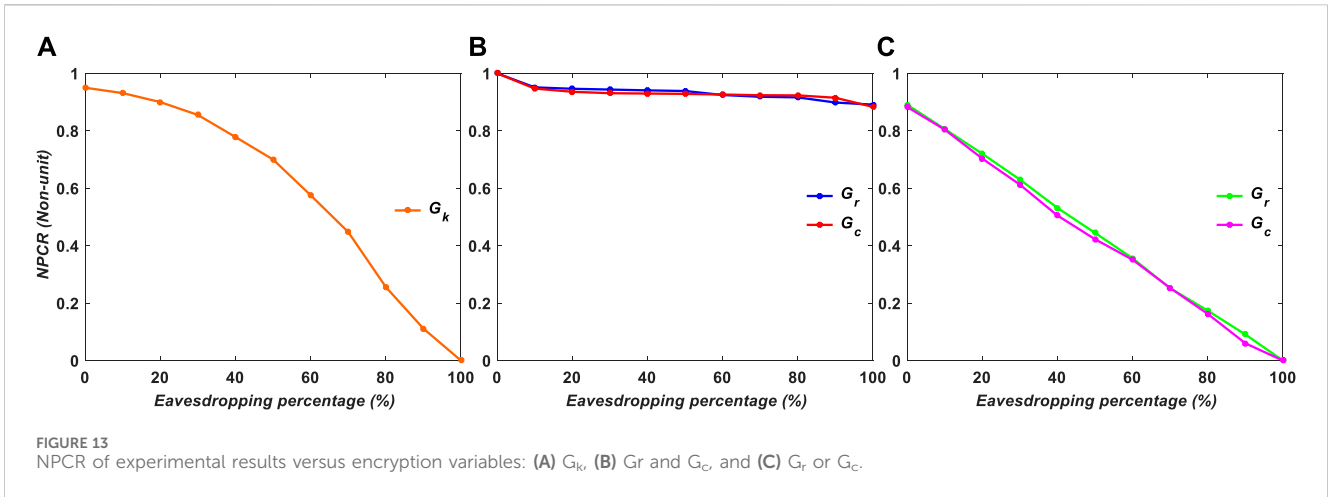 A
B
C
NPCR (Non-unit)
1
0.8
0.6
0.4
0.2
0
0 20 40 60 80 100
Eavesdropping percentage (%)
G_k
1
0.8
0.6
0.4
0.2
0
0 20 40 60 80 100
Eavesdropping percentage (%)
G_r
G_c
1
0.8
0.6
0.4
0.2
0
0 20 40 60 80 100
Eavesdropping percentage (%)
G_r
G_c
FIGURE 13
NPCR of experimental results versus encryption variables: (A) G_k, (B) Gr and G_c, and (C) G_r or G_c.